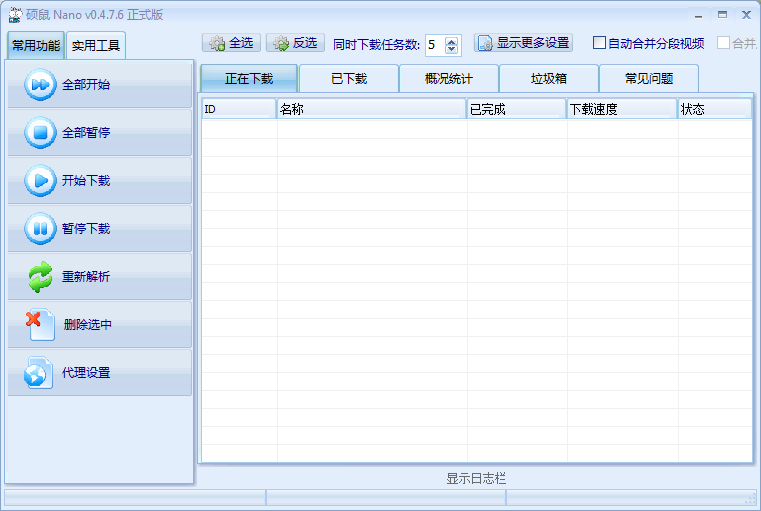 硕鼠 Nano v0.4.7.6 正式版
常用功能 实用工具
全选 反选 同时下载任务数: 5 显示更多设置 自动合并分段视频 合并
正在下载 已下载 概况统计 垃圾箱 常见问题
ID 名称 已完成 下载速度 状态
全部开始
全部暂停
开始下载
暂停下载
重新解析
删除选中
代理设置
显示日志栏